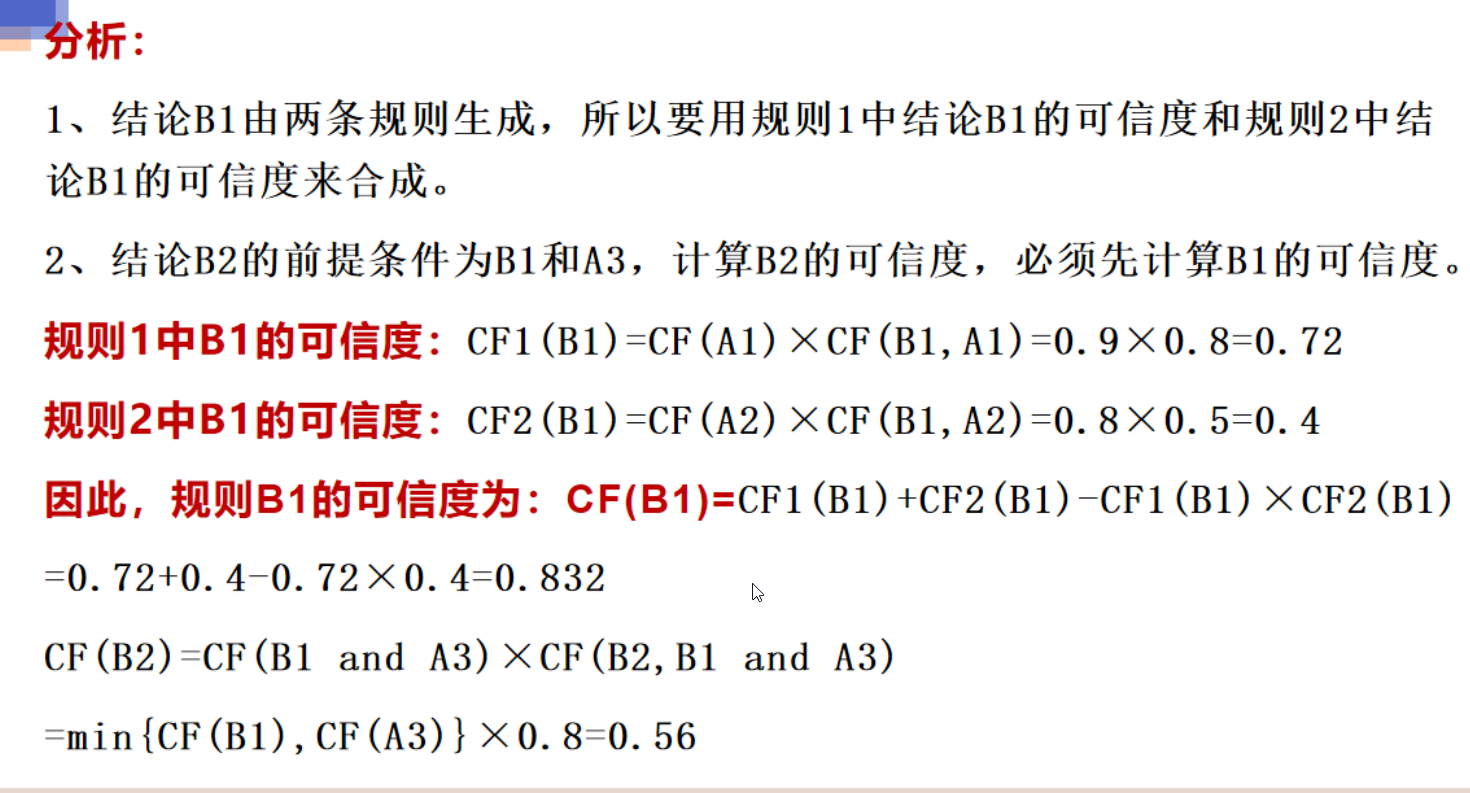 分析：
1、结论B1由两条规则生成，所以要用规则1中结论B1的可信度和规则2中结
论B1的可信度来合成。
2、结论B2的前提条件为B1和A3，计算B2的可信度，必须先计算B1的可信度。
规则1中B1的可信度：CF1(B1)=CF(A1)×CF(B1,A1)=0.9×0.8=0.72
规则2中B1的可信度：CF2(B1)=CF(A2)×CF(B1,A2)=0.8×0.5=0.4
因此，规则B1的可信度为：CF(B1)=CF1(B1)+CF2(B1)-CF1(B1)×CF2(B1)
=0.72+0.4-0.72×0.4=0.832
CF(B2)=CF(B1 and A3)×CF(B2,B1 and A3)
=min{CF(B1),CF(A3)}×0.8=0.56